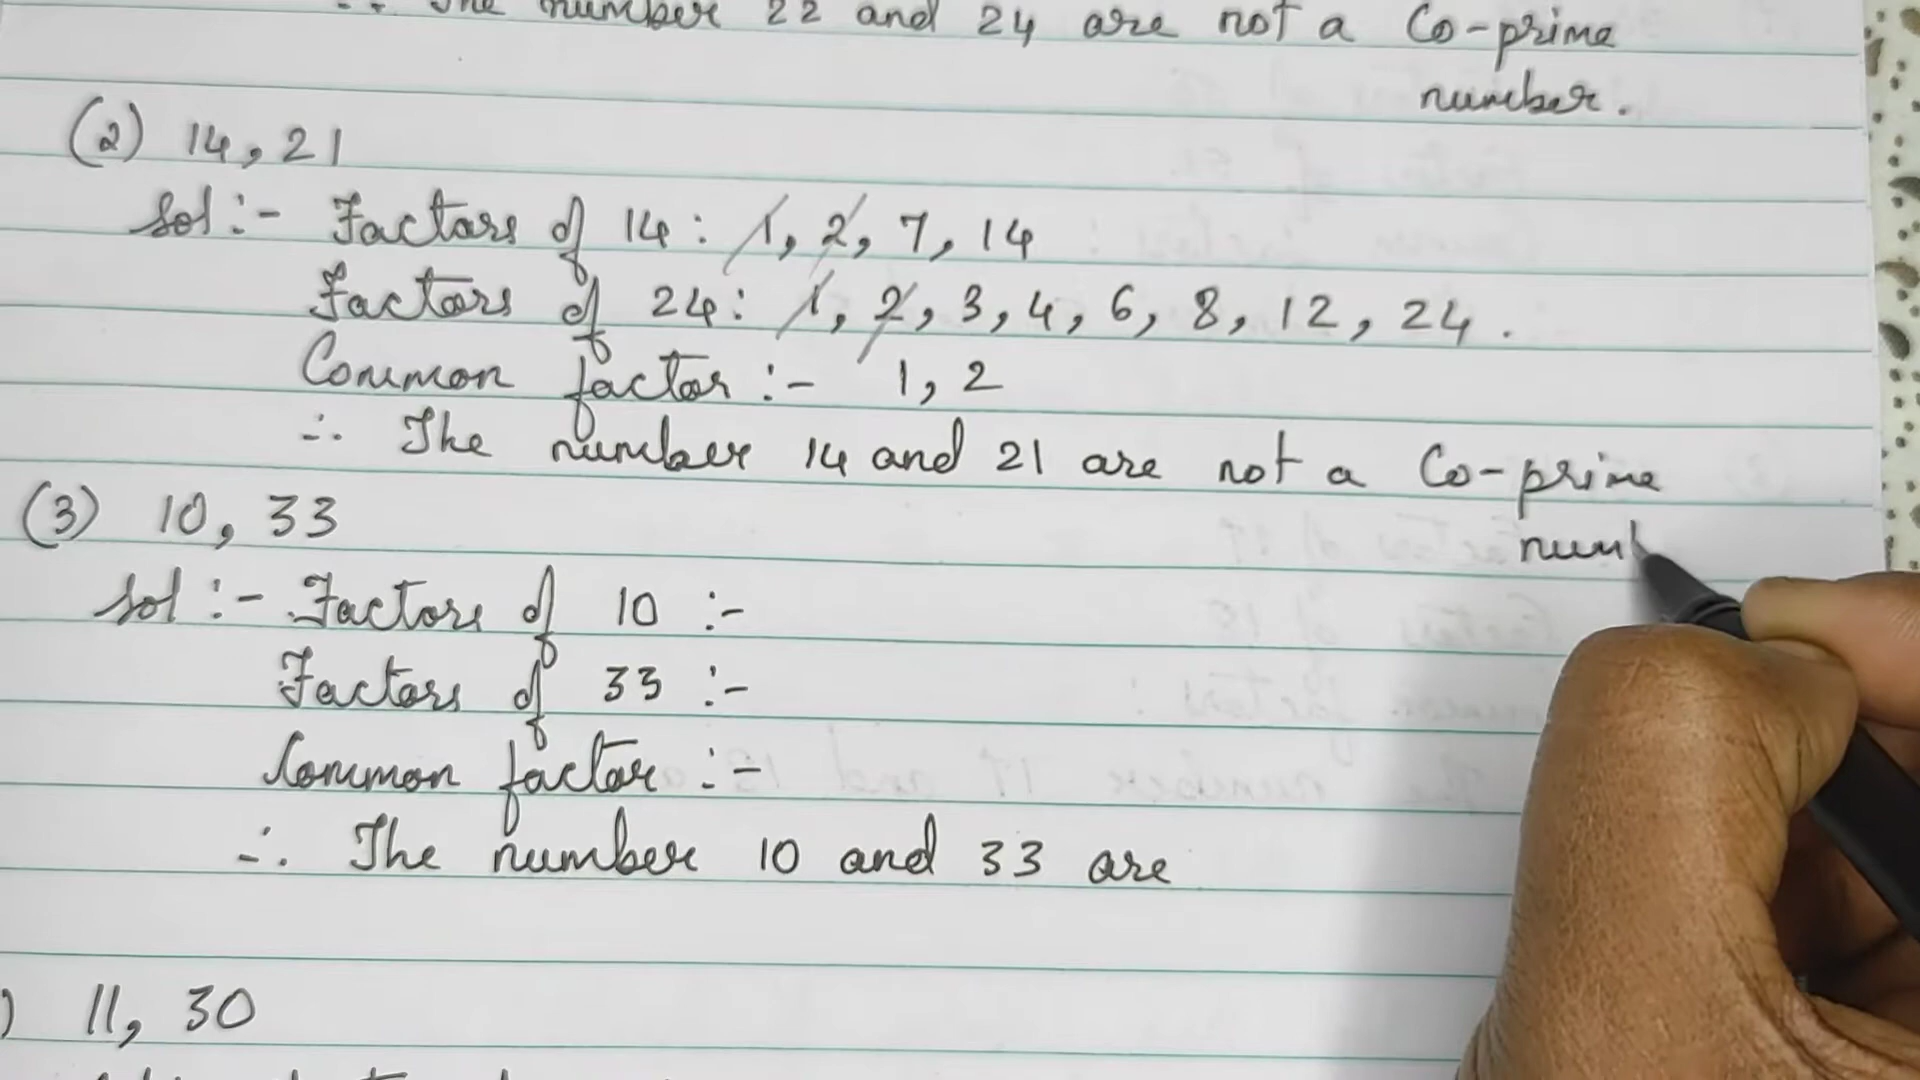 ∴ The number 22 and 24 are not a Co-prime
number.
(2) 14, 21
Sol :- Factors of 14 : 1, 2, 7, 14
Factors of 24 : 1, 2, 3, 4, 6, 8, 12, 24 .
Common factor :- 1, 2
∴ The number 14 and 21 are not a Co-prime
num
(3) 10, 33
Sol :- Factors of 10 :-
Factors of 33 :-
Common factor :-
∴ The number 10 and 33 are
) 11, 30